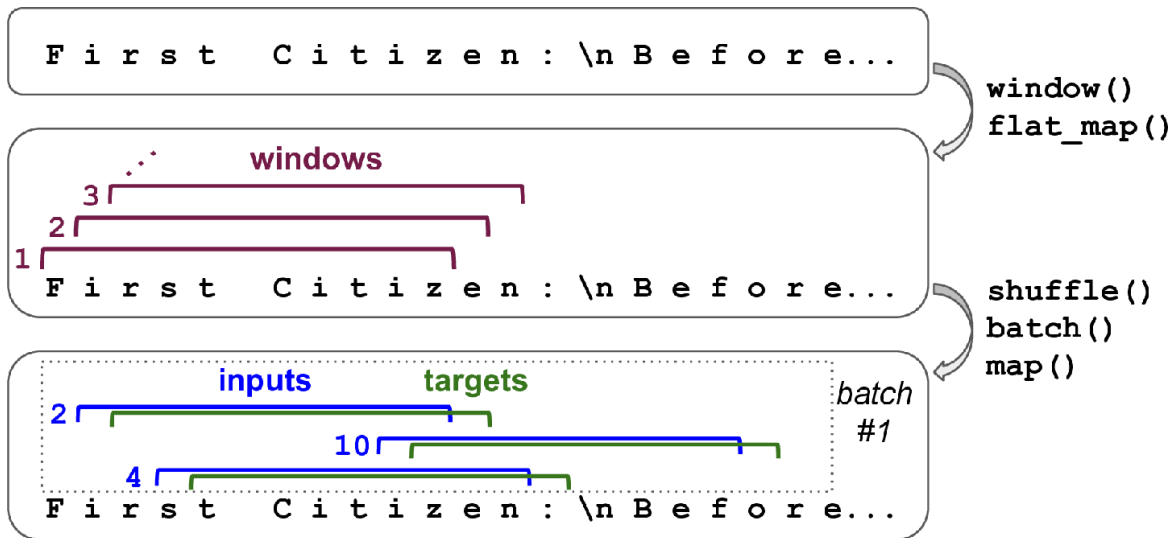 F i r s t   C i t i z e n : \n B e f o r e...
window()
flat_map()
windows
3
2
1
F i r s t   C i t i z e n : \n B e f o r e...
shuffle()
batch()
map()
inputs targets
2
batch
#1
10
4
F i r s t   C i t i z e n : \n B e f o r e...